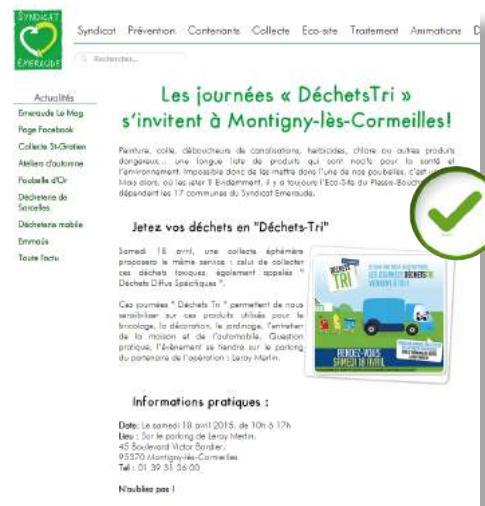 SYNDICAT
EMERAUDE
Syndicat Prévention Contenants Collecte Eco-site Traitement Animations D
Recherchez...
Actualités
Emeraude Le Mag
Page Facebook
Collecte St-Gratien
Ateliers d'automne
Poubelle d'Or
Déchèterie de
Sarcelles
Déchèterie mobile
Emmaüs
Toute l'actu
Les journées « DéchetsTri »
s'invitent à Montigny-lès-Cormeilles!
Peinture, colle, déboucheurs de canalisations, herbicides, chlore ou autres produits
dangereux... une longue liste de produits qui sont nocifs pour la santé et
l'environnement. Impossible donc de les mettre dans l'une de nos poubelles, c'est
Mais alors, où les jeter ? Evidemment, il y a toujours l'Eco-Site du Plessis-Bouch
dépendent les 17 communes du Syndicat Emeraude.
Jetez vos déchets en "Déchets-Tri"
Samedi 18 avril, une collecte éphémère
proposera le même service : celui de collecter
ces déchets toxiques, également appelés "
Déchets Diffus Spécifiques ".
Ces journées " Déchets Tri " permettent de nous
sensibiliser sur ces produits utilisés pour le
bricolage, la décoration, le jardinage, l'entretien
de la maison et de l'automobile. Question
pratique, l'évènement se tiendra sur le parking
du partenaire de l'opération : Leroy Merlin.
DÉCHETS
TRI
LES JOURNÉES DÉCHETSTRI
VIENNENT À TOI !
RENDEZ-VOUS
SAMEDI 18 AVRIL
Informations pratiques :
Date: Le samedi 18 avril 2015, de 10h à 17h
Lieu : Sur le parking de Leroy Merlin.
45 Boulevard Victor Bordier,
95370 Montigny-lès-Cormeilles
Tél : 01 39 31 36 00
N'oubliez pas !